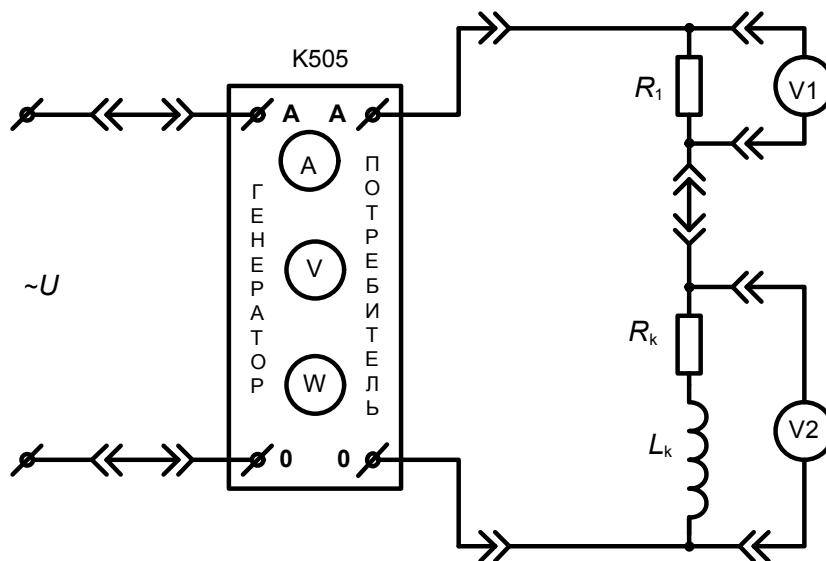 K505
A A
R1
V1
A
ГЕНЕРАТОР
ПОТРЕБИТЕЛЬ
V
~U
Rk
W
Lk
V2
0 0